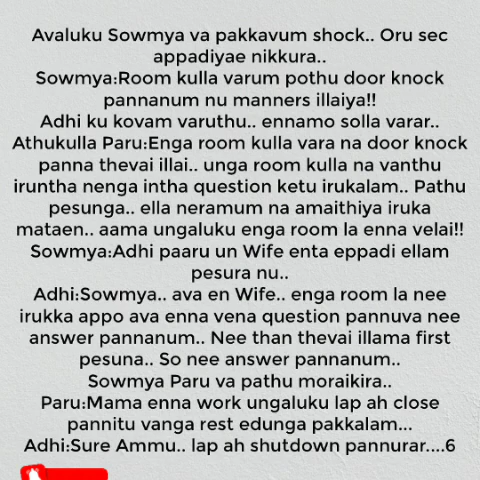 Avaluku Sowmya va pakkavum shock.. Oru sec
appadiyae nikkura..
Sowmya:Room kulla varum pothu door knock
pannanum nu manners illaiya!!
Adhi ku kovam varuthu.. ennamo solla varar..
Athukulla Paru:Enga room kulla vara na door knock
panna thevai illai.. unga room kulla na vanthu
iruntha nenga intha question ketu irukalam.. Pathu
pesunga.. ella neramum na amaithiya iruka
mataen.. aama ungaluku enga room la enna velai!!
Sowmya:Adhi paaru un Wife enta eppadi ellam
pesura nu..
Adhi:Sowmya.. ava en Wife.. enga room la nee
irukka appo ava enna vena question pannuva nee
answer pannanum.. Nee than thevai illama first
pesuna.. So nee answer pannanum..
Sowmya Paru va pathu moraikira..
Paru:Mama enna work ungaluku lap ah close
pannitu vanga rest edunga pakkalam...
Adhi:Sure Ammu.. lap ah shutdown pannurar....6